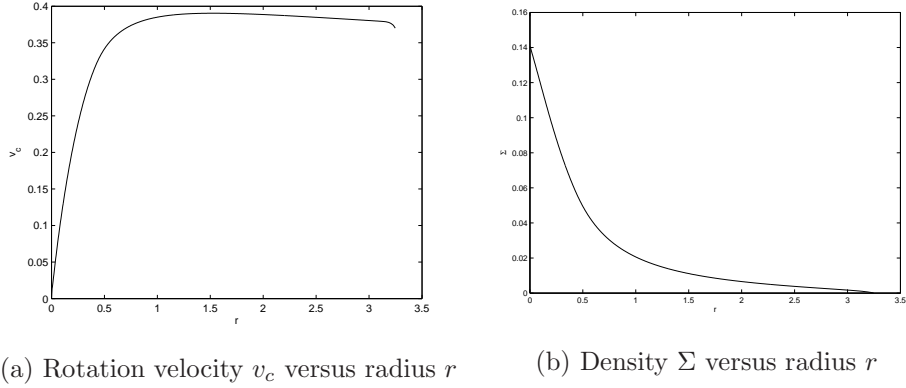 0.4
0.35
0.3
0.25
0.2
0.15
0.1
0.05
0
0 0.5 1 1.5 2 2.5 3 3.5
v_c
r
(a) Rotation velocity v_c versus radius r
0.16
0.14
0.12
0.1
0.08
0.06
0.04
0.02
0
0 0.5 1 1.5 2 2.5 3 3.5
Σ
r
(b) Density Σ versus radius r